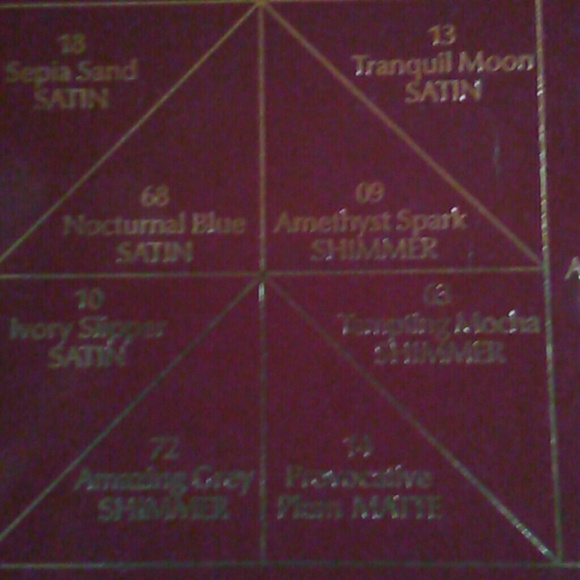 18
Sepia Sand
SATIN
13
Tranquil Moon
SATIN
68
Nocturnal Blue
SATIN
09
Amethyst Spark
SHIMMER
10
Ivory Slipper
SATIN
03
Tempting Mocha
SHIMMER
72
Amazing Grey
SHIMMER
14
Provocative
Plum MATTE
A